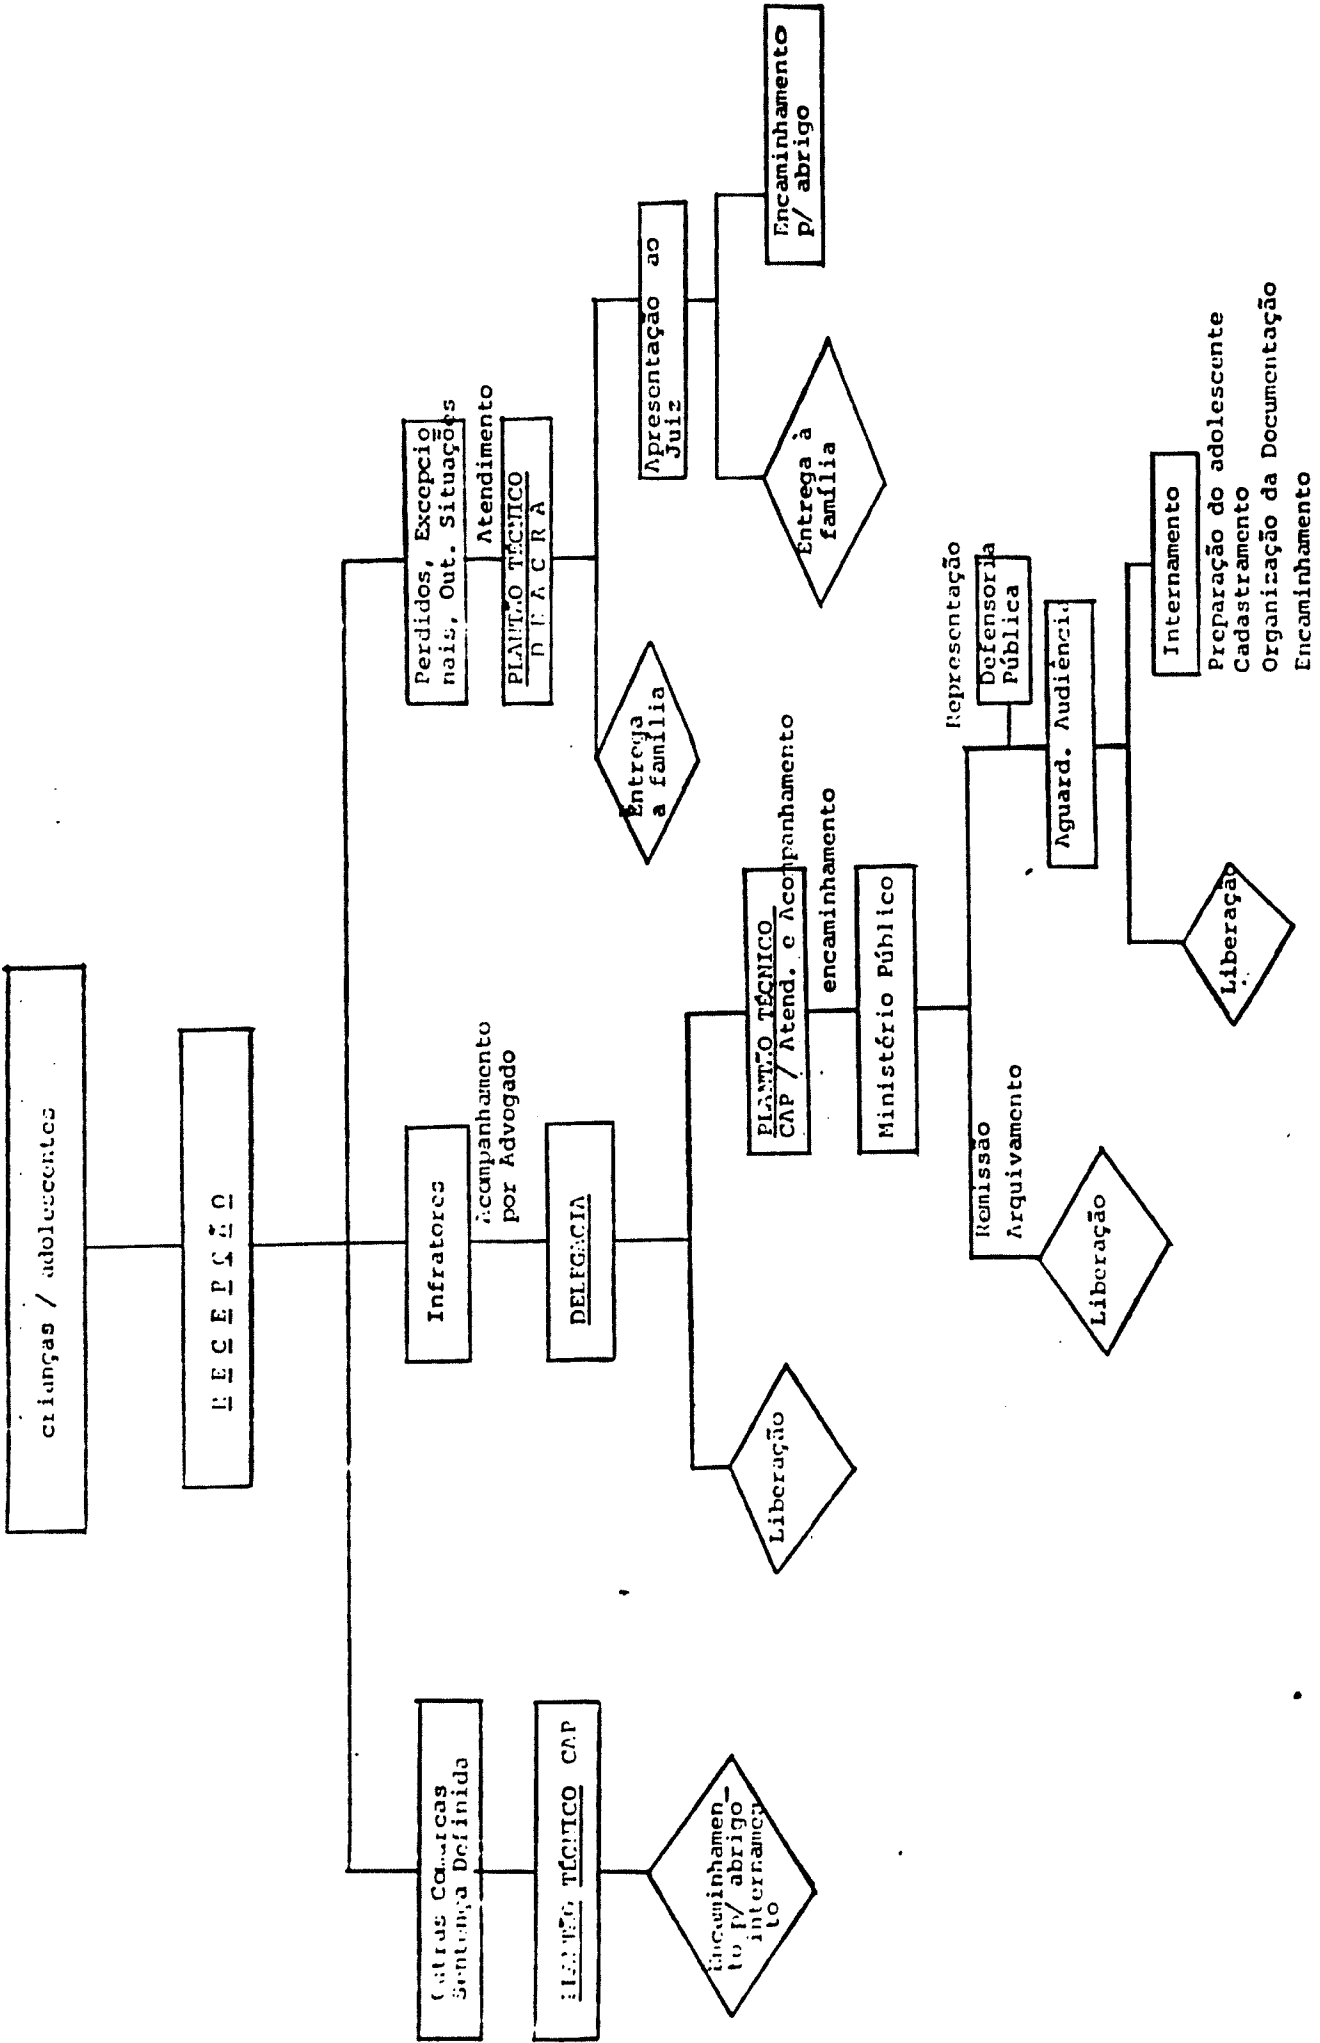 crianças / adolescentes
R E C E P Ç Ã O
Outras Comarcas
Sentença Definida
PLANTÃO TÉCNICO CAP
Encaminhamen_
to p/ abrigo
internamen
to
Infratores
Acompanhamento
por Advogado
DELEGACIA
Liberação
PLANTÃO TÉCNICO
CAP / Atend. e Acompanhamento
encaminhamento
Ministério Público
Remissão
Arquivamento
Liberação
Representação
Defensoria
Pública
Aguard. Audiência
Liberação
Internamento
Preparação do adolescente
Cadastramento
Organização da Documentação
Encaminhamento
Perdidos, Excepcio
nais, Out. Situações
Atendimento
PLANTÃO TÉCNICO
D E A C R A
Entrega
a família
Apresentação ao
Juiz
Entrega à
família
Encaminhamento
p/ abrigo